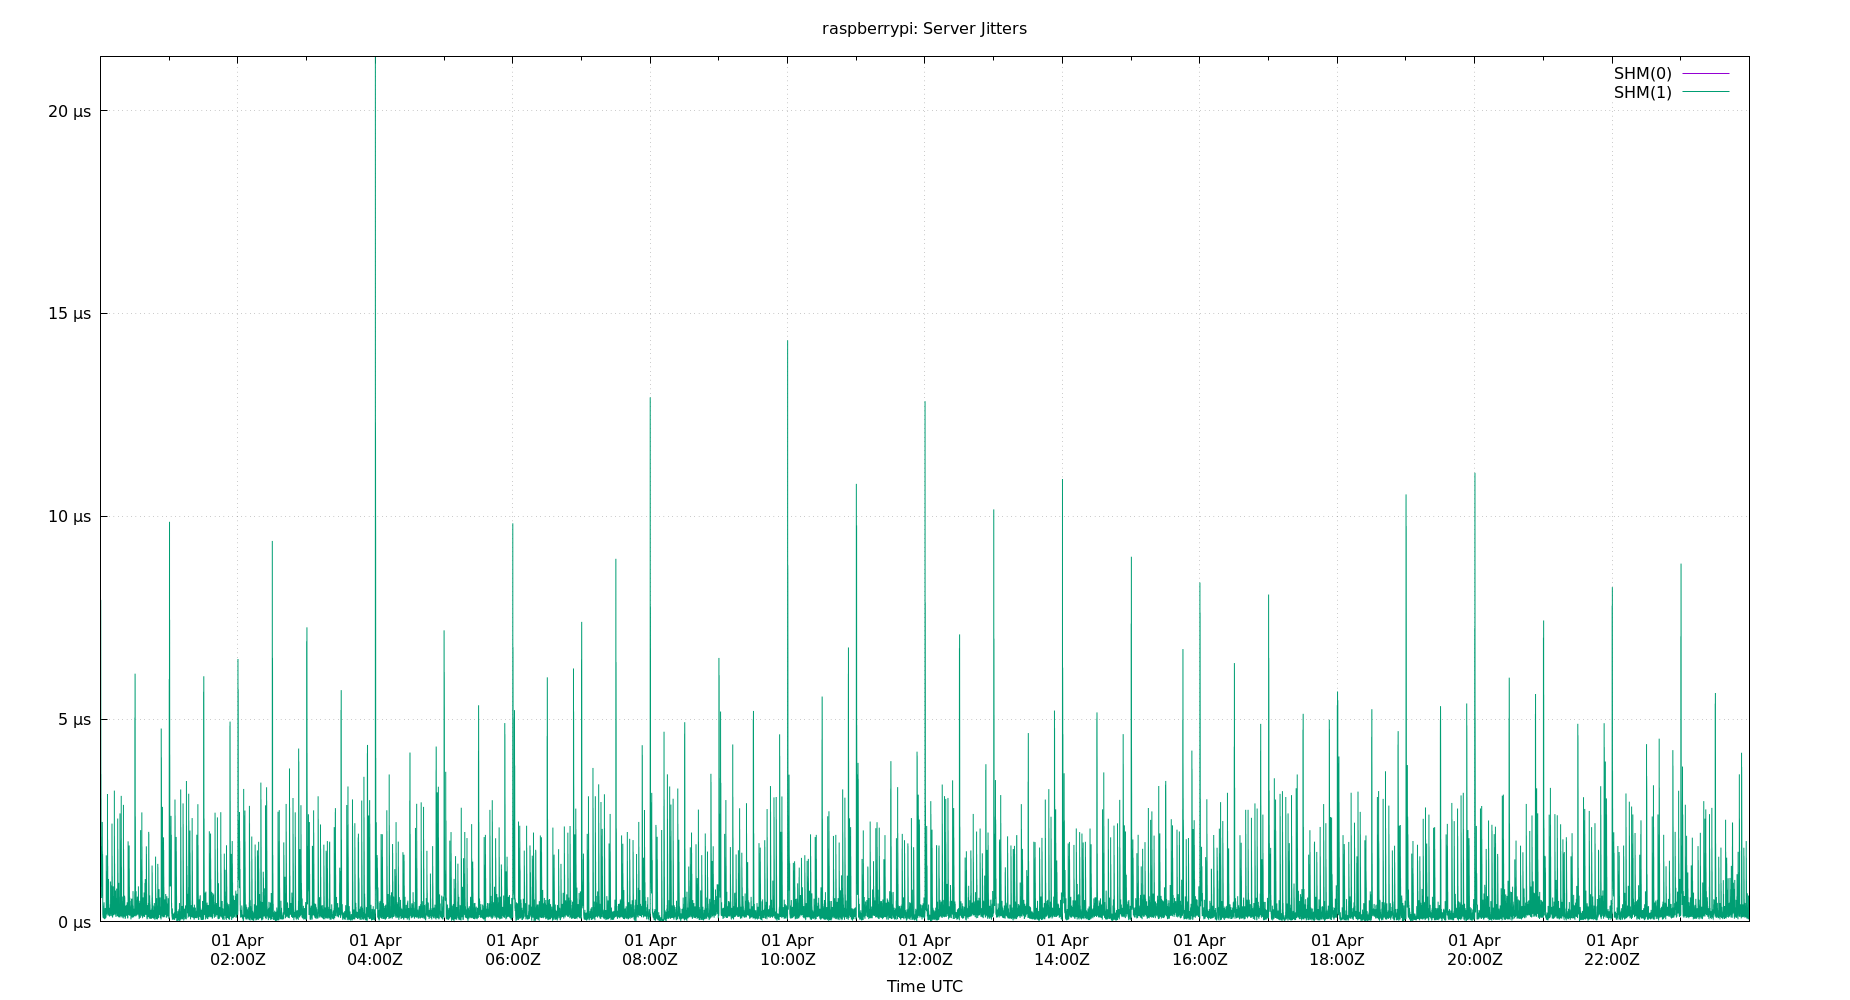 raspberrypi: Server Jitters
SHM(0)
SHM(1)
20 µs
15 µs
10 µs
5 µs
0 µs
01 Apr 01 Apr 01 Apr 01 Apr 01 Apr 01 Apr 01 Apr 01 Apr 01 Apr 01 Apr 01 Apr
02:00Z 04:00Z 06:00Z 08:00Z 10:00Z 12:00Z 14:00Z 16:00Z 18:00Z 20:00Z 22:00Z
Time UTC